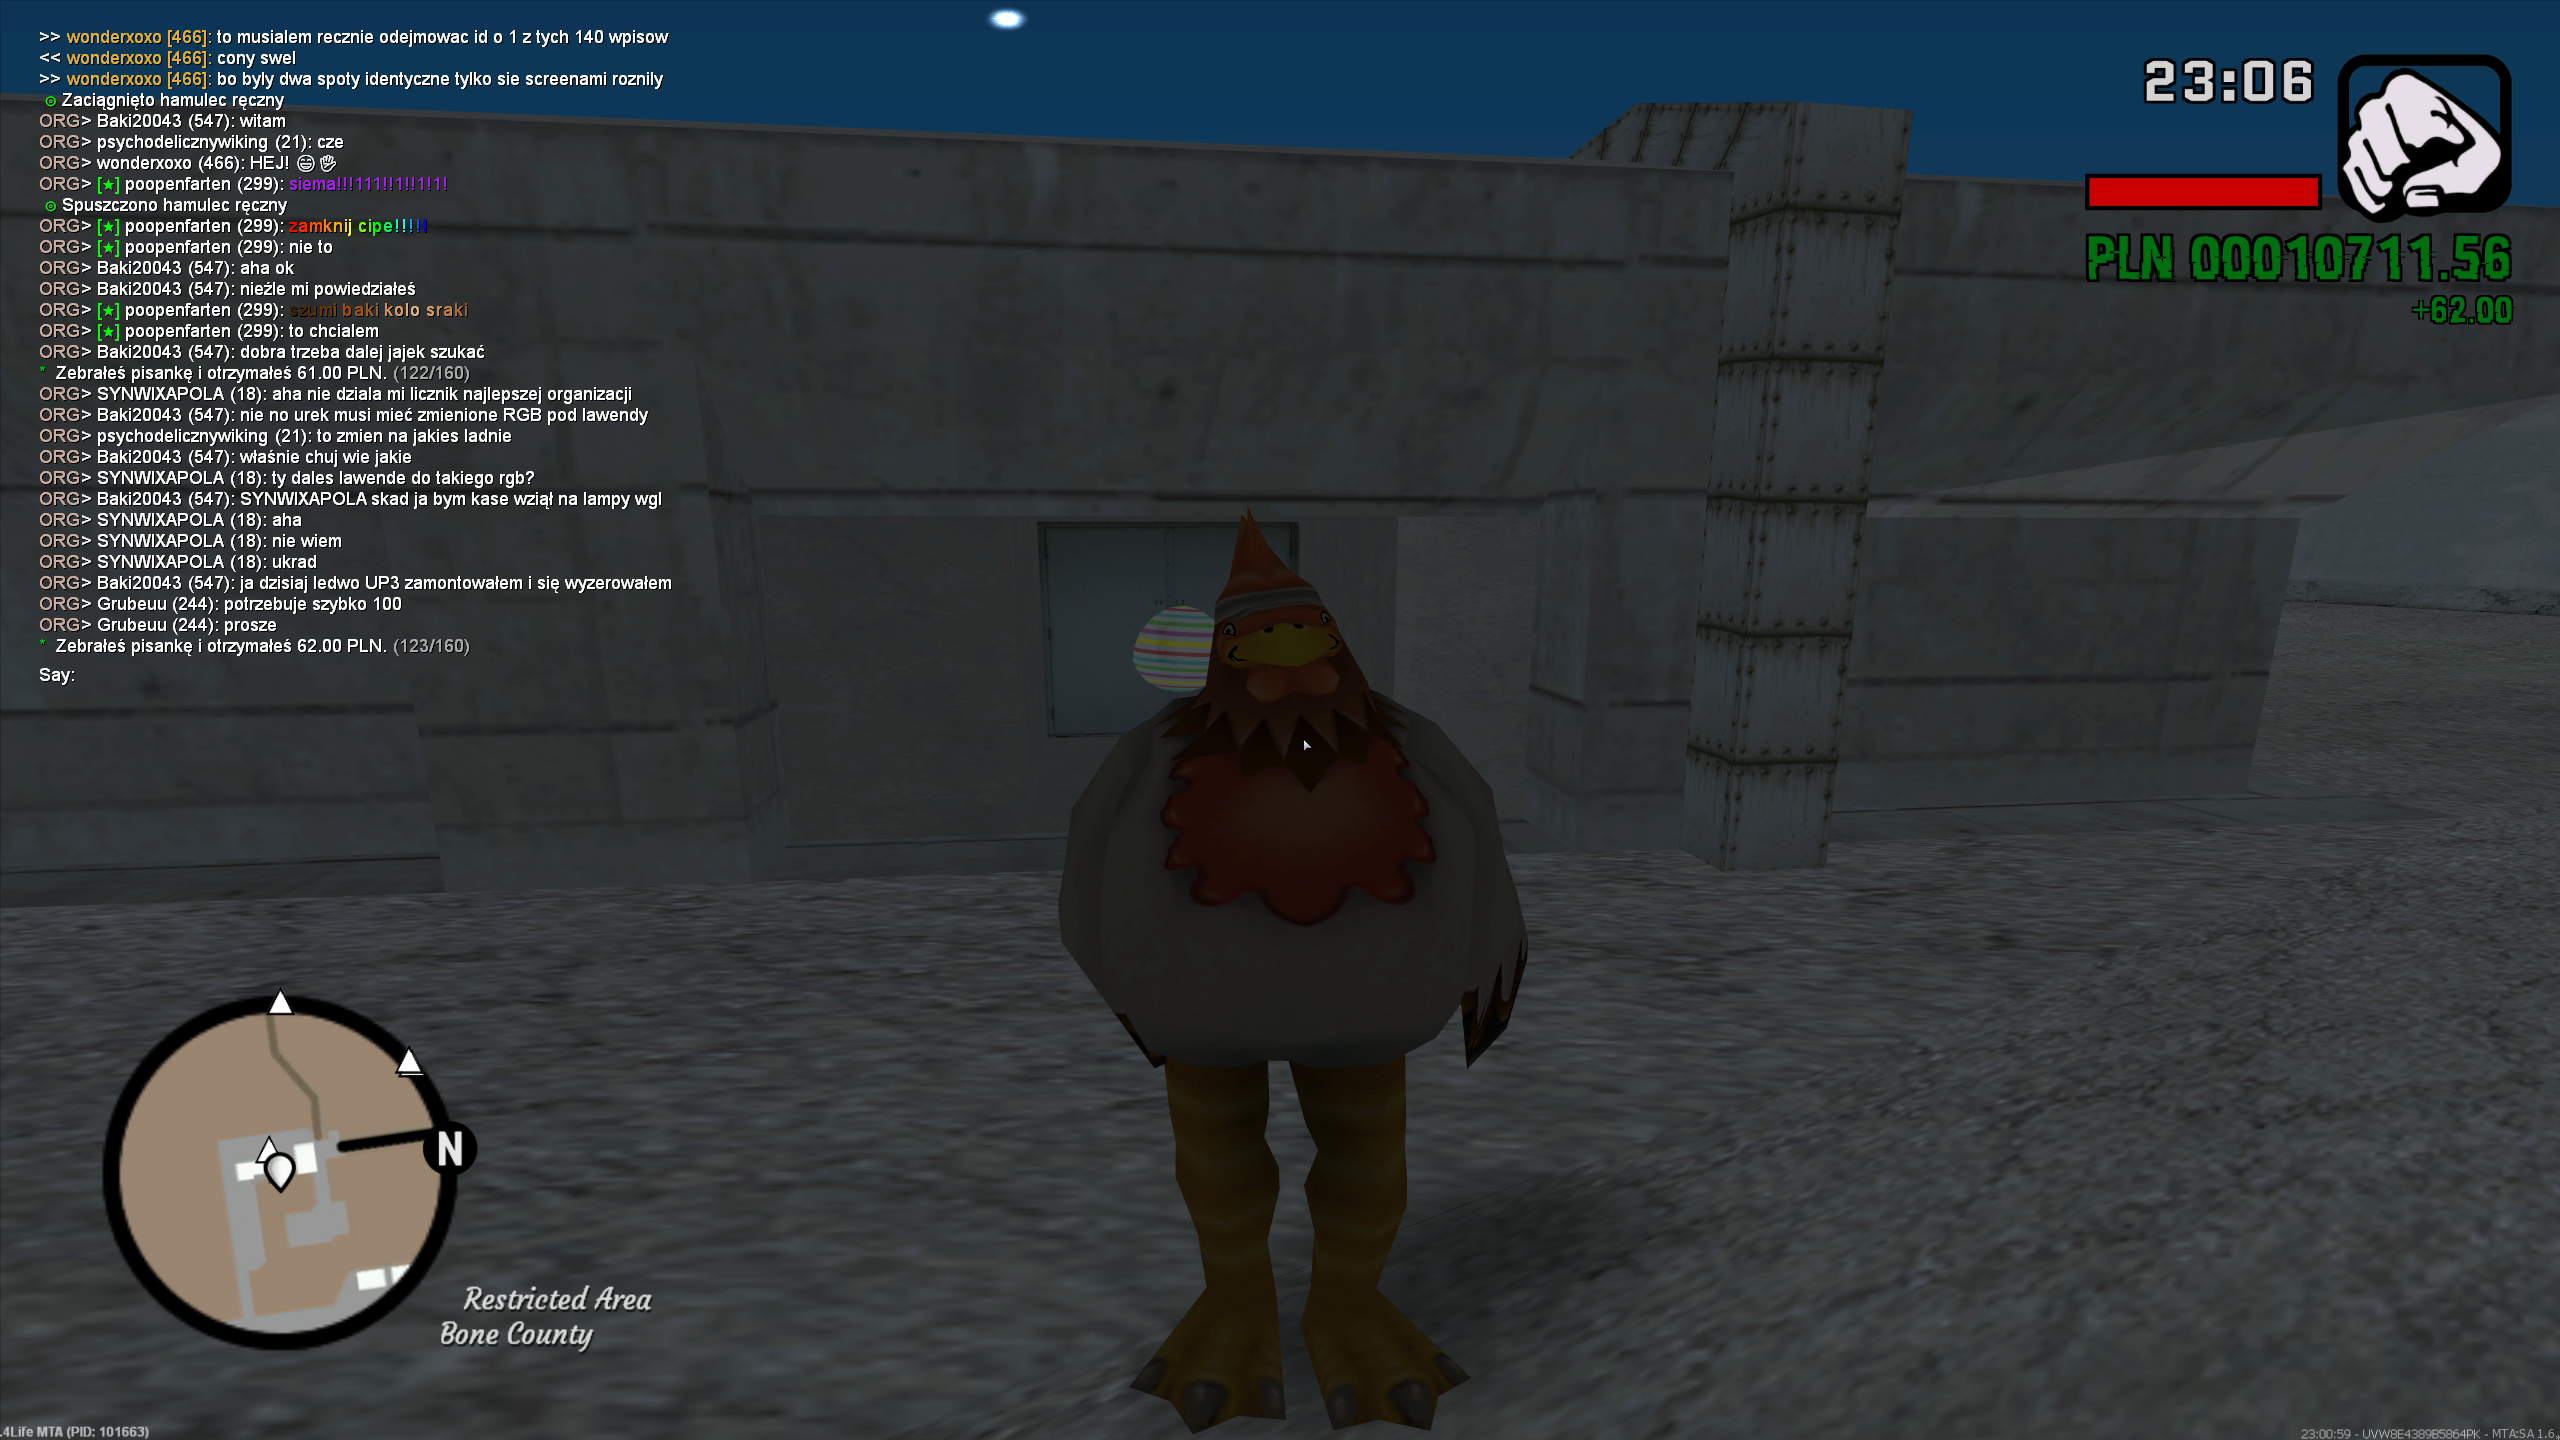 >> wonderxoxo [466]: to musialem recznie odejmowac id o 1 z tych 140 wpisow
<< wonderxoxo [466]: cony swel
>> wonderxoxo [466]: bo byly dwa spoty identyczne tylko sie screenami roznily
Zaciągnięto hamulec ręczny
ORG> Baki20043 (547): witam
ORG> psychodelicznywiking (21): cze
ORG> wonderxoxo (466): HEJ! 😄👋
ORG> [★] poopenfarten (299): siema!!!111!!1!!1!1!
Spuszczono hamulec ręczny
ORG> [★] poopenfarten (299): zamknij cipe!!!!!
ORG> [★] poopenfarten (299): nie to
ORG> Baki20043 (547): aha ok
ORG> Baki20043 (547): nieźle mi powiedziałeś
ORG> [★] poopenfarten (299): szumi baki kolo sraki
ORG> [★] poopenfarten (299): to chcialem
ORG> Baki20043 (547): dobra trzeba dalej jajek szukać
* Zebrałeś pisankę i otrzymałeś 61.00 PLN. (122/160)
ORG> SYNWIXAPOLA (18): aha nie dziala mi licznik najlepszej organizacji
ORG> Baki20043 (547): nie no urek musi mieć zmienione RGB pod lawendy
ORG> psychodelicznywiking (21): to zmien na jakies ladnie
ORG> Baki20043 (547): właśnie chuj wie jakie
ORG> SYNWIXAPOLA (18): ty dales lawende do takiego rgb?
ORG> Baki20043 (547): SYNWIXAPOLA skad ja bym kase wziął na lampy wgl
ORG> SYNWIXAPOLA (18): aha
ORG> SYNWIXAPOLA (18): nie wiem
ORG> SYNWIXAPOLA (18): ukrad
ORG> Baki20043 (547): ja dzisiaj ledwo UP3 zamontowałem i się wyzerowałem
ORG> Grubeuu (244): potrzebuje szybko 100
ORG> Grubeuu (244): prosze
* Zebrałeś pisankę i otrzymałeś 62.00 PLN. (123/160)
Say:
23:06
PLN 00010711.56
+62.00
N
Restricted Area
Bone County
.4Life MTA (PID: 101663)
23:00:59 - UVW8E4389B5864PK - MTA:SA 1.6